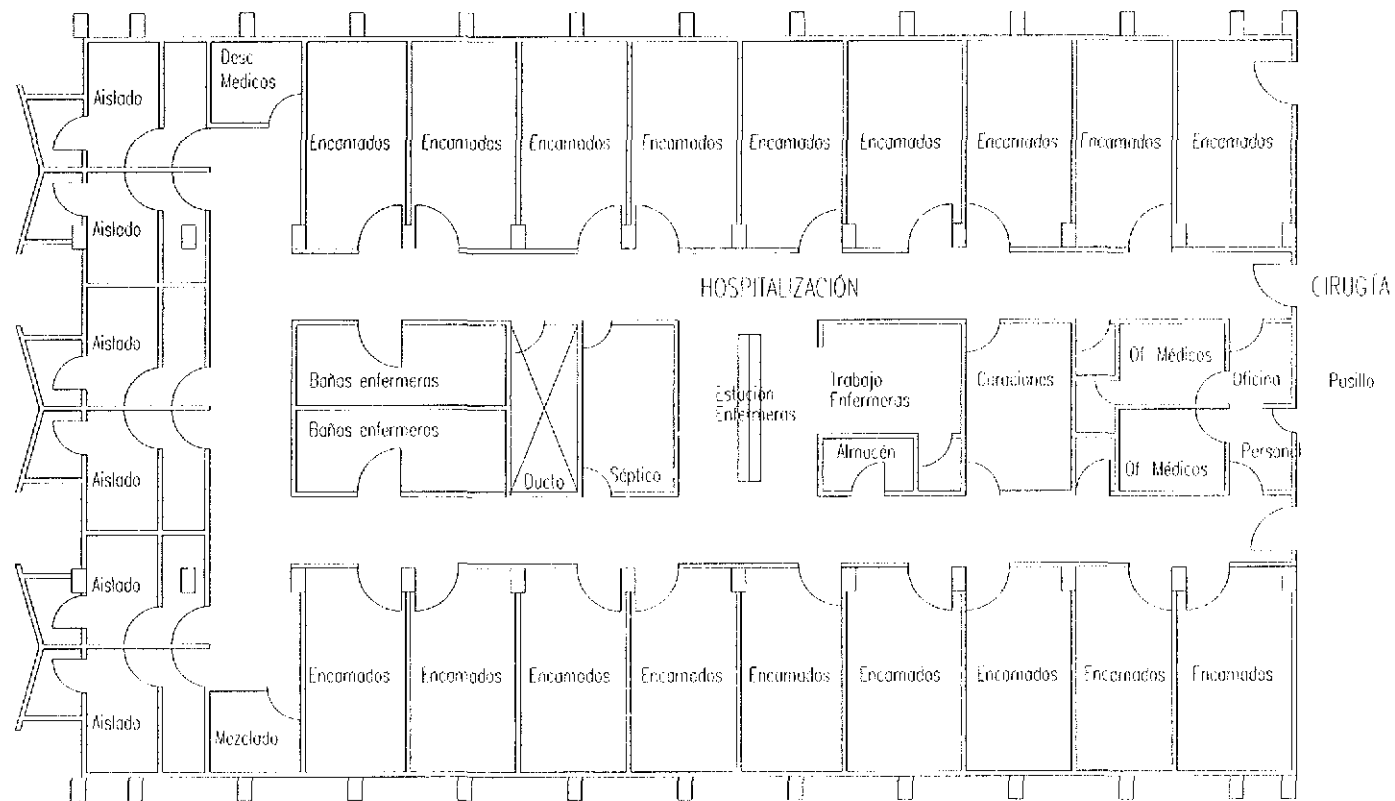 Desc
Medicos
Aislado
Encamados
Encamados
Encamados
Encamados
Encamados
Encamados
Encamados
Encamados
Encamados
Aislado
HOSPITALIZACIÓN
CIRUGÍA
Aislado
Baños enfermeras
Estación
Enfermeras
Trabajo
Enfermeras
Curaciones
Of. Médicos
Oficina
Pasillo
Baños enfermeras
Aislado
Ducto
Séptico
Almacén
Of. Médicos
Personal
Aislado
Encamados
Encamados
Encamados
Encamados
Encamados
Encamados
Encamados
Encamados
Encamados
Aislado
Mezclado